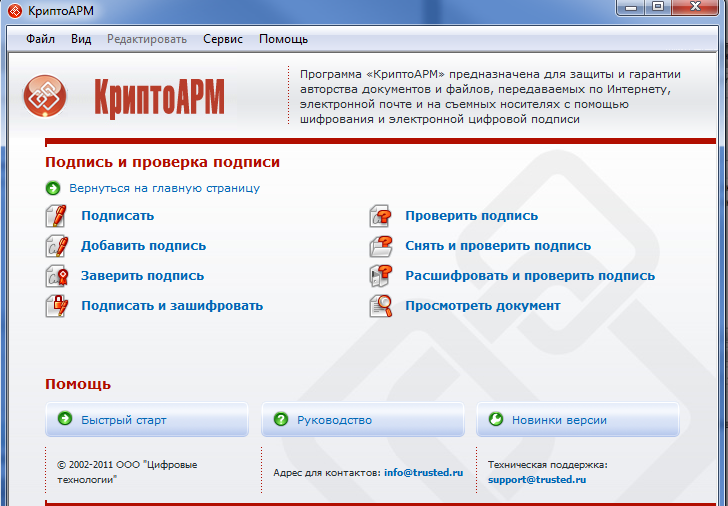 КриптоАРМ
Файл Вид Редактировать Сервис Помощь
КриптоАРМ
Программа «КриптоАРМ» предназначена для защиты и гарантии
авторства документов и файлов, передаваемых по Интернету,
электронной почте и на съемных носителях с помощью
шифрования и электронной цифровой подписи
Подпись и проверка подписи
Вернуться на главную страницу
Подписать
Проверить подпись
Добавить подпись
Снять и проверить подпись
Заверить подпись
Расшифровать и проверить подпись
Подписать и зашифровать
Просмотреть документ
Помощь
Быстрый старт
Руководство
Новинки версии
© 2002-2011 ООО "Цифровые
технологии"
Адрес для контактов: info@trusted.ru
Техническая поддержка:
support@trusted.ru